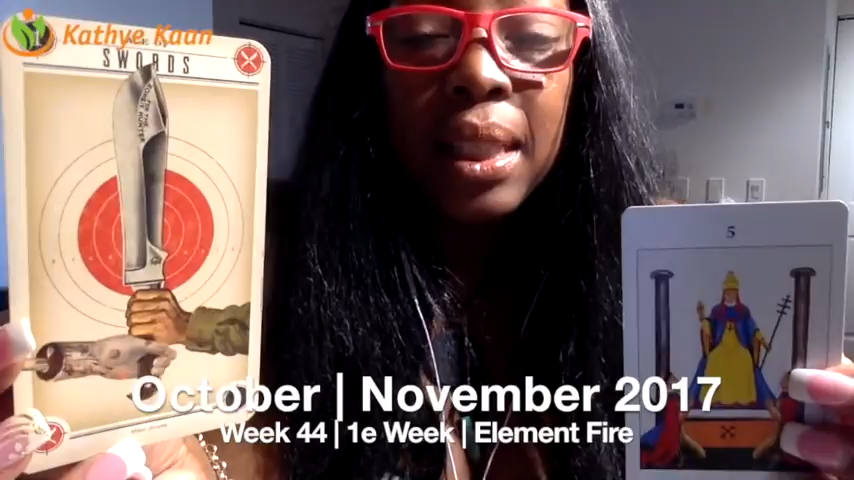 Kathye Kaan
SWORDS
5
October | November 2017
Week 44 | 1e Week | Element Fire